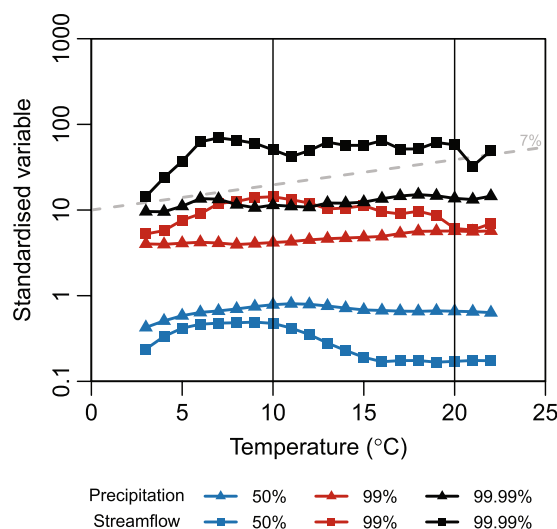 Standardised variable
1000
100
10
1
0.1
7%
0 5 10 15 20 25
Temperature (°C)
Precipitation 50% 99% 99.99%
Streamflow 50% 99% 99.99%